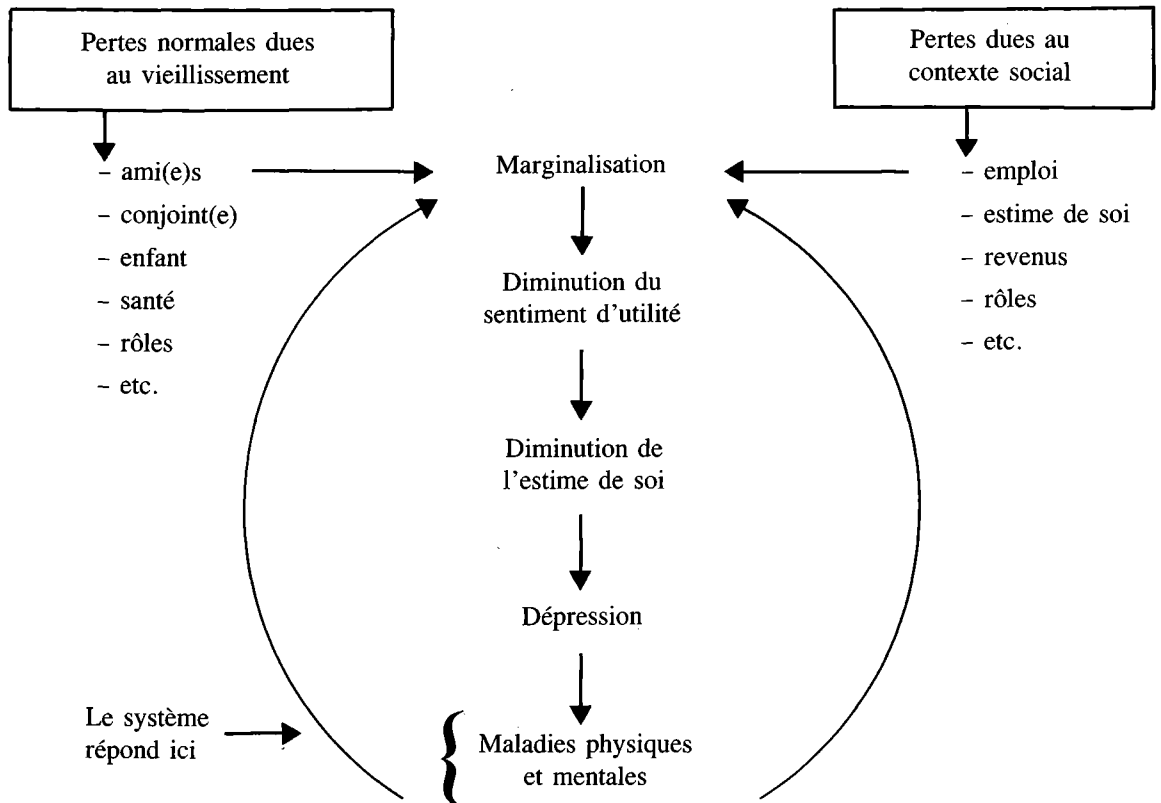 Pertes normales dues
au vieillissement
Pertes dues au
contexte social
– ami(e)s
– conjoint(e)
– enfant
– santé
– rôles
– etc.
Marginalisation
Diminution du
sentiment d'utilité
Diminution de
l'estime de soi
Dépression
Maladies physiques
et mentales
– emploi
– estime de soi
– revenus
– rôles
– etc.
Le système
répond ici